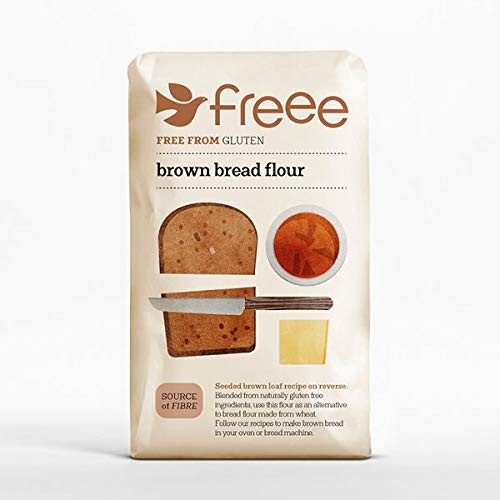 freee
FREE FROM GLUTEN
brown bread flour
Seeded brown loaf recipe on reverse.
Blended from naturally gluten free
ingredients, use this flour as an alternative
to bread flour made from wheat.
Follow our recipes to make brown bread
in your oven or bread machine.
SOURCE
of FIBRE